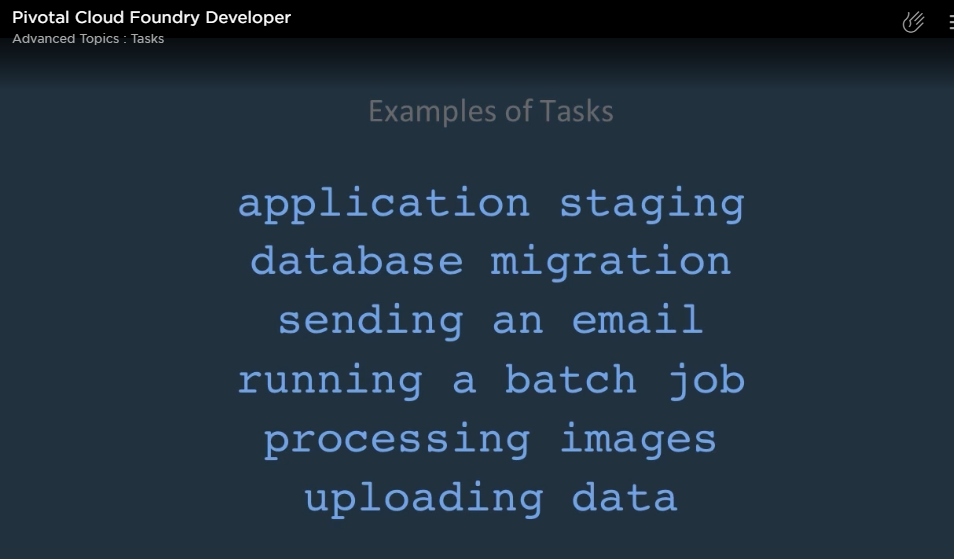 Pivotal Cloud Foundry Developer
Advanced Topics : Tasks
Examples of Tasks
application staging
database migration
sending an email
running a batch job
processing images
uploading data